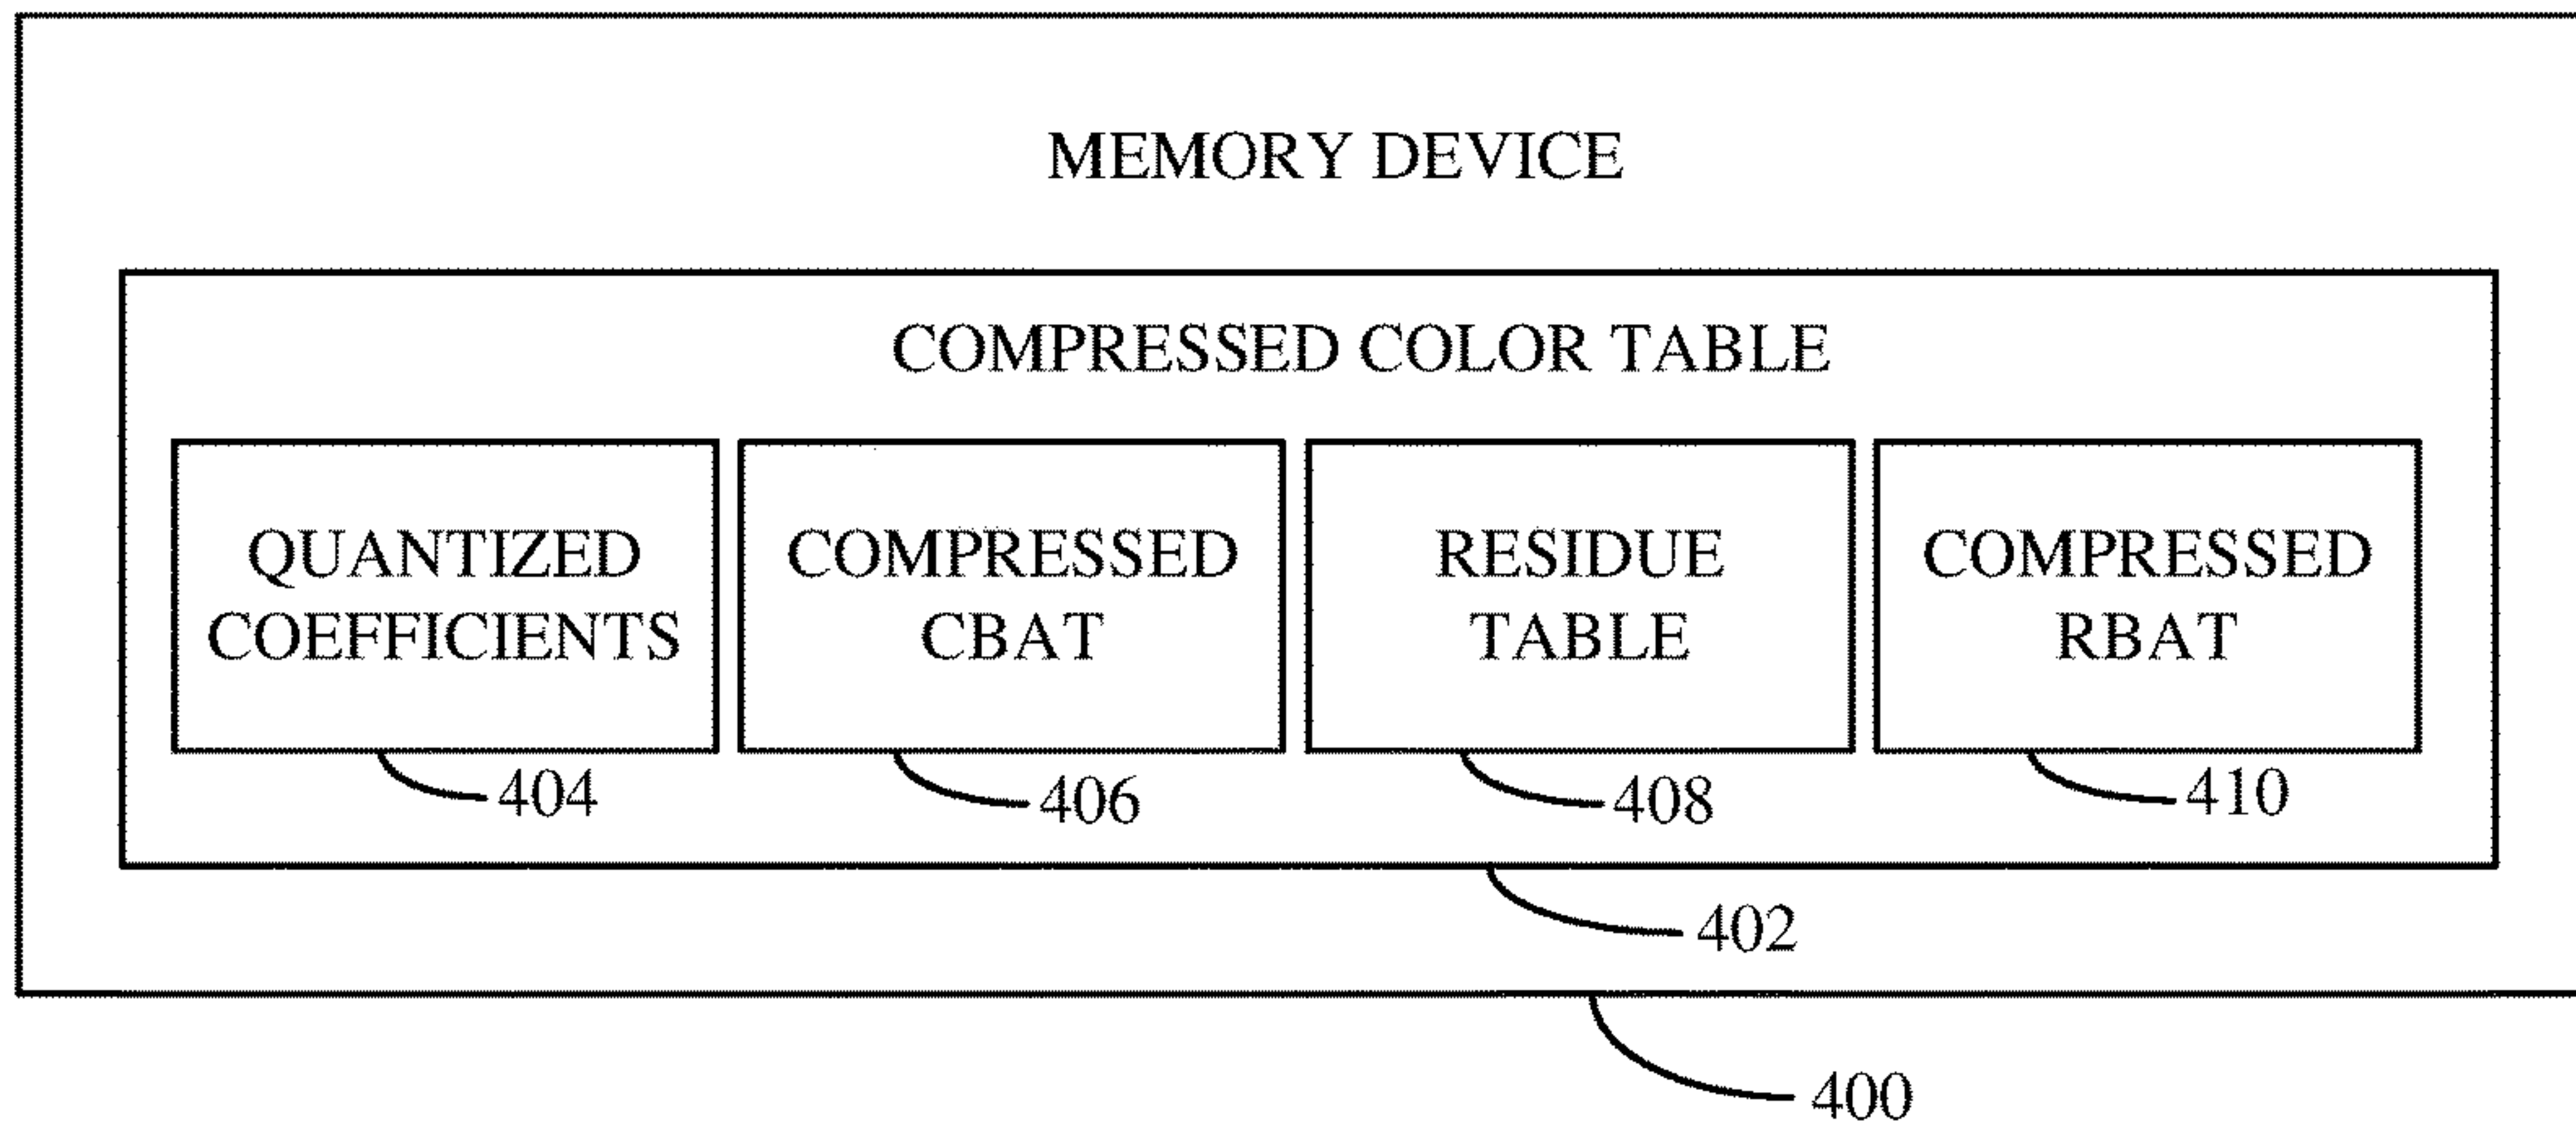 MEMORY DEVICE
COMPRESSED COLOR TABLE
QUANTIZED
COEFFICIENTS
COMPRESSED
CBAT
RESIDUE
TABLE
COMPRESSED
RBAT
404
406
408
410
402
400